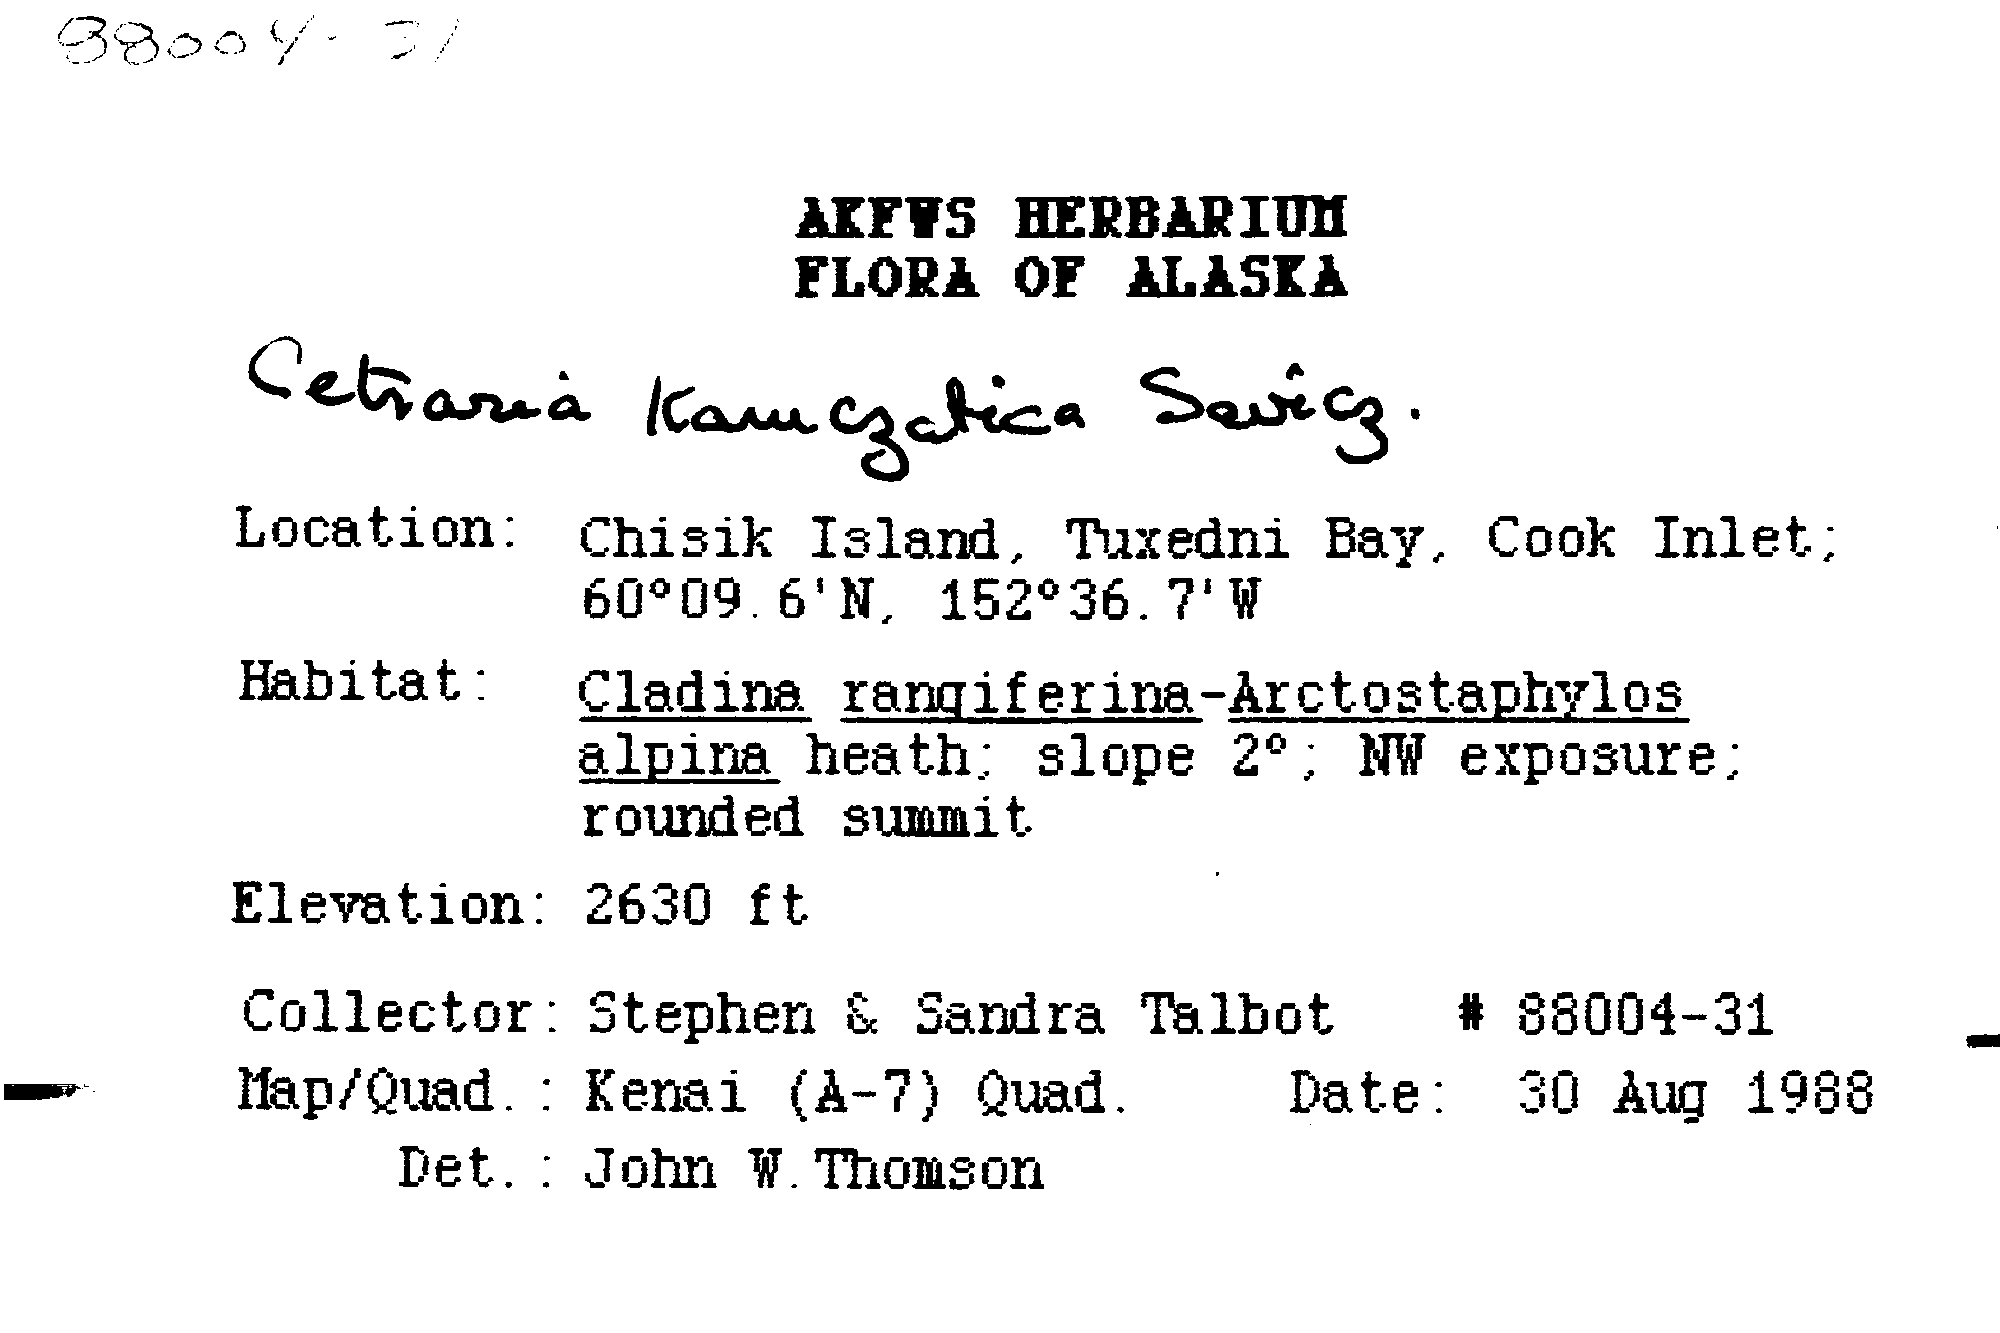 88004-31
AKFWS HERBARIUM
FLORA OF ALASKA
Cetraria Kamczatica Savicz.
Location: Chisik Island, Tuxedni Bay, Cook Inlet;
60°09.6'N, 152°36.7'W
Habitat: Cladina rangiferina-Arctostaphylos
alpina heath; slope 2°; NW exposure;
rounded summit
Elevation: 2630 ft
Collector: Stephen & Sandra Talbot # 88004-31
Map/Quad.: Kenai (A-7) Quad. Date: 30 Aug 1988
Det.: John W. Thomson